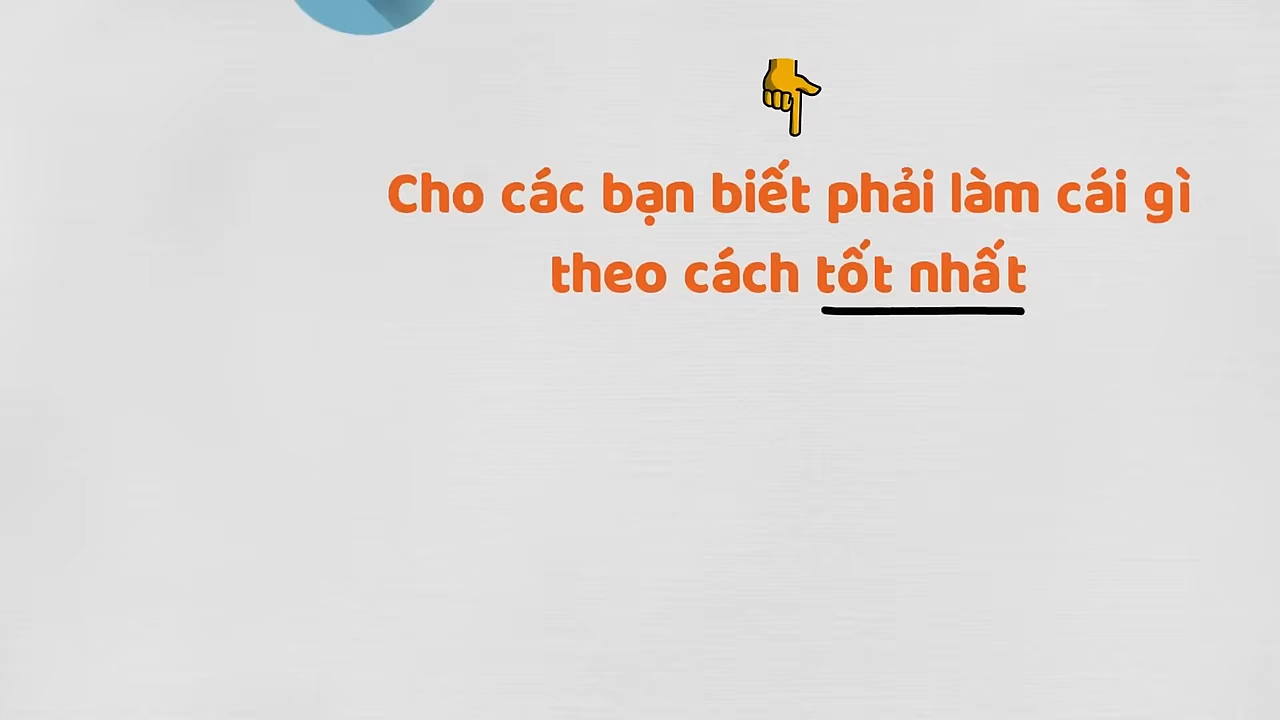 Cho các bạn biết phải làm cái gì
theo cách tốt nhất